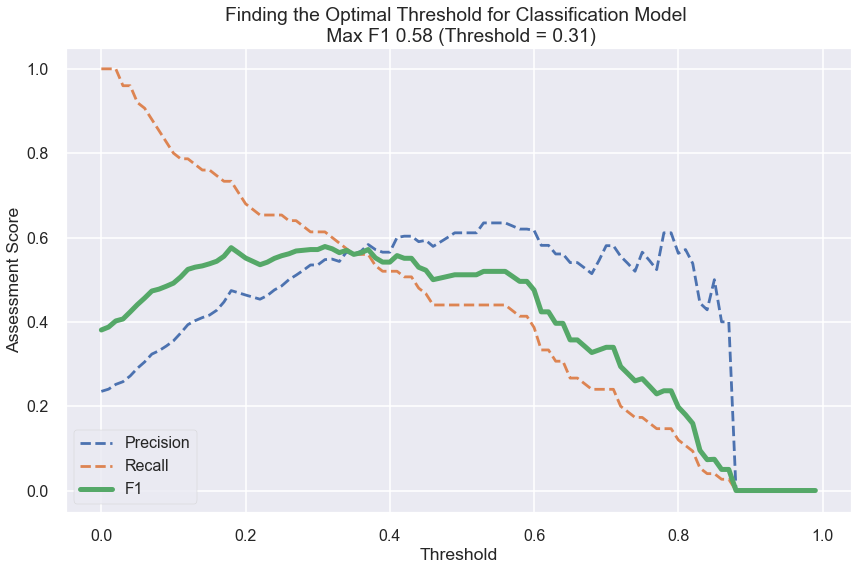 Finding the Optimal Threshold for Classification Model
Max F1 0.58 (Threshold = 0.31)
Assessment Score
1.0
0.8
0.6
0.4
0.2
0.0
Precision
Recall
F1
0.0 0.2 0.4 0.6 0.8 1.0
Threshold